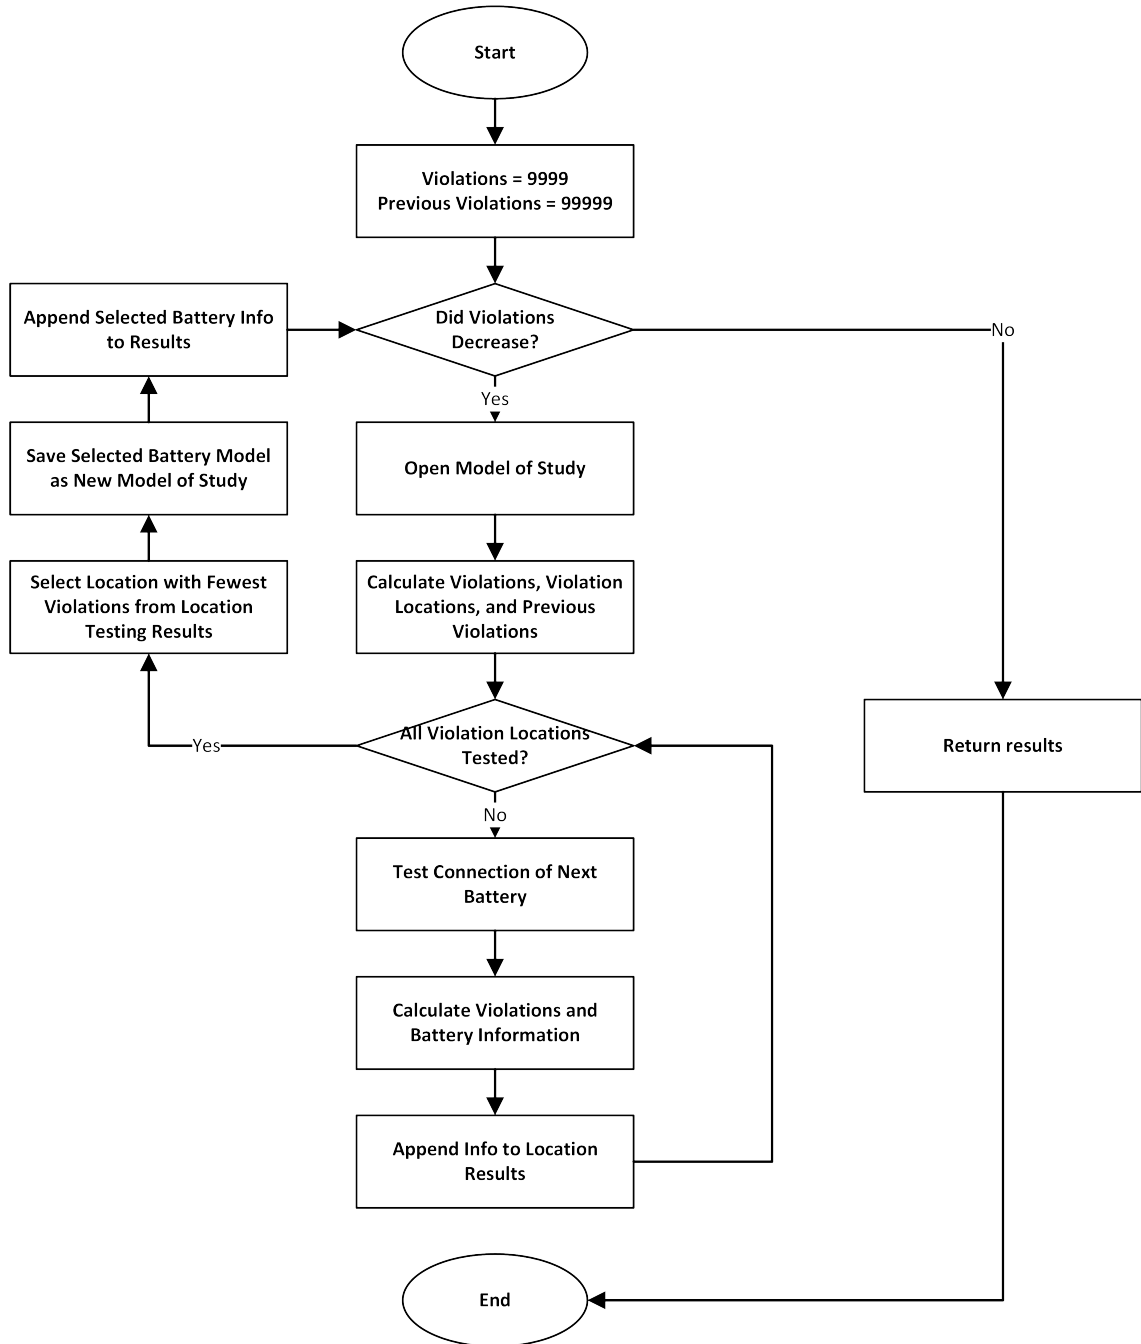 Start
Violations = 9999
Previous Violations = 99999
Append Selected Battery Info
to Results
Did Violations
Decrease?
No
Yes
Save Selected Battery Model
as New Model of Study
Open Model of Study
Select Location with Fewest
Violations from Location
Testing Results
Calculate Violations, Violation
Locations, and Previous
Violations
Yes
All Violation Locations
Tested?
Return results
No
Test Connection of Next
Battery
Calculate Violations and
Battery Information
Append Info to Location
Results
End